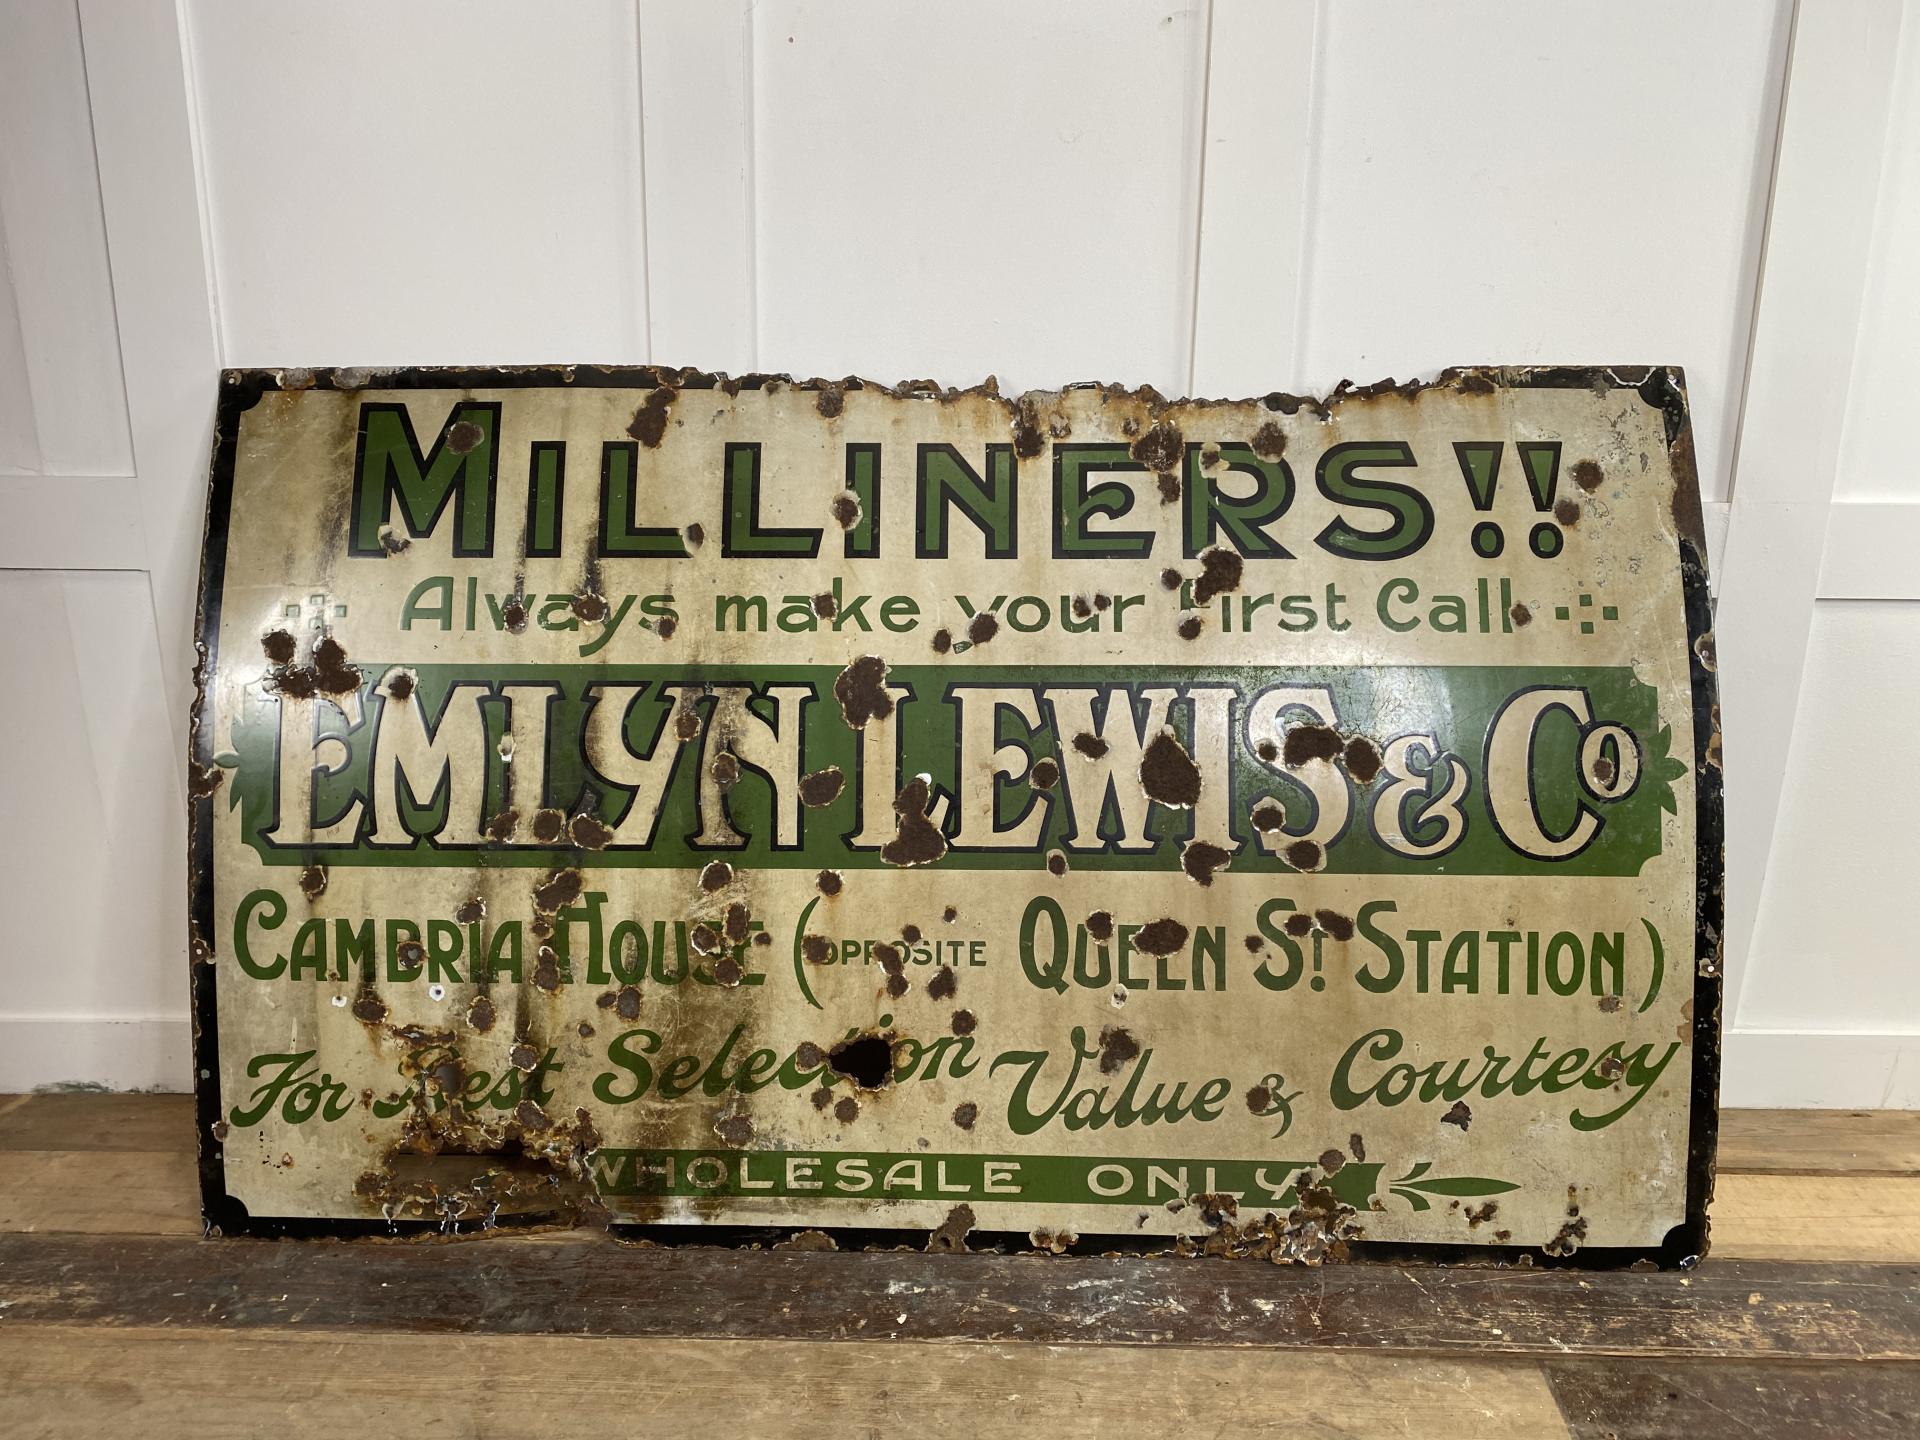 MILLINERS!!
Always make your First Call
EMLYN LEWIS & Co
CAMBRIA HOUSE (OPPOSITE QUEEN ST. STATION)
For Best Selection Value & Courtesy
WHOLESALE ONLY